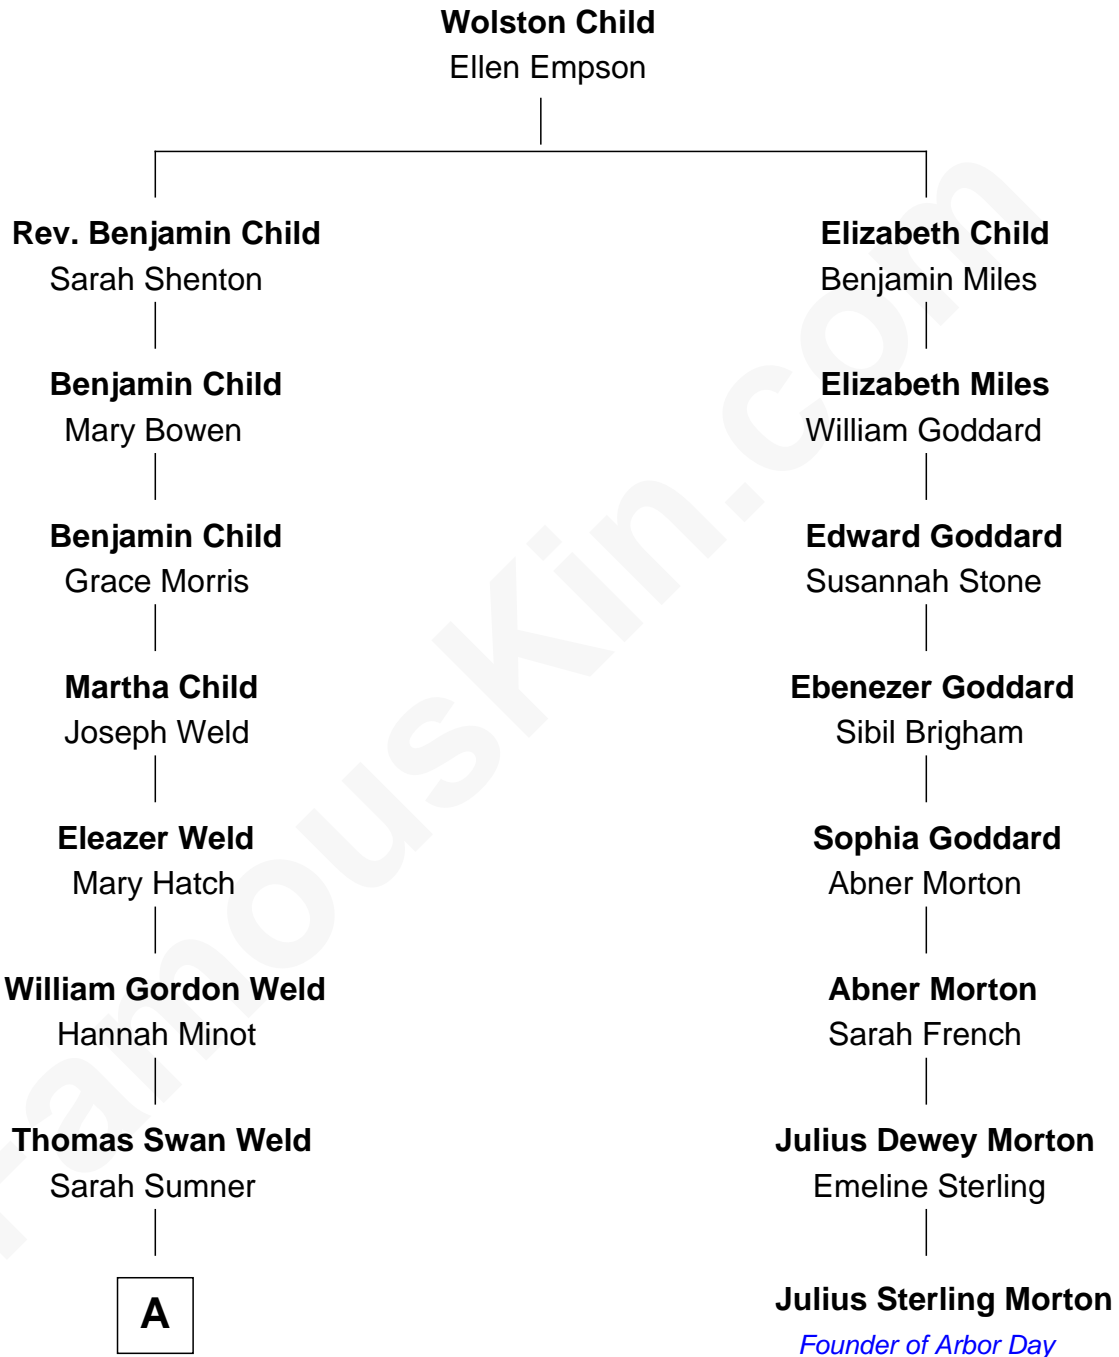 Wolston Child
Ellen Empson
Rev. Benjamin Child
Sarah Shenton
Elizabeth Child
Benjamin Miles
Benjamin Child
Mary Bowen
Elizabeth Miles
William Goddard
Benjamin Child
Grace Morris
Edward Goddard
Susannah Stone
Martha Child
Joseph Weld
Ebenezer Goddard
Sibil Brigham
Eleazer Weld
Mary Hatch
Sophia Goddard
Abner Morton
William Gordon Weld
Hannah Minot
Abner Morton
Sarah French
Thomas Swan Weld
Sarah Sumner
Julius Dewey Morton
Emeline Sterling
A
Julius Sterling Morton
Founder of Arbor Day
FamousKin.com